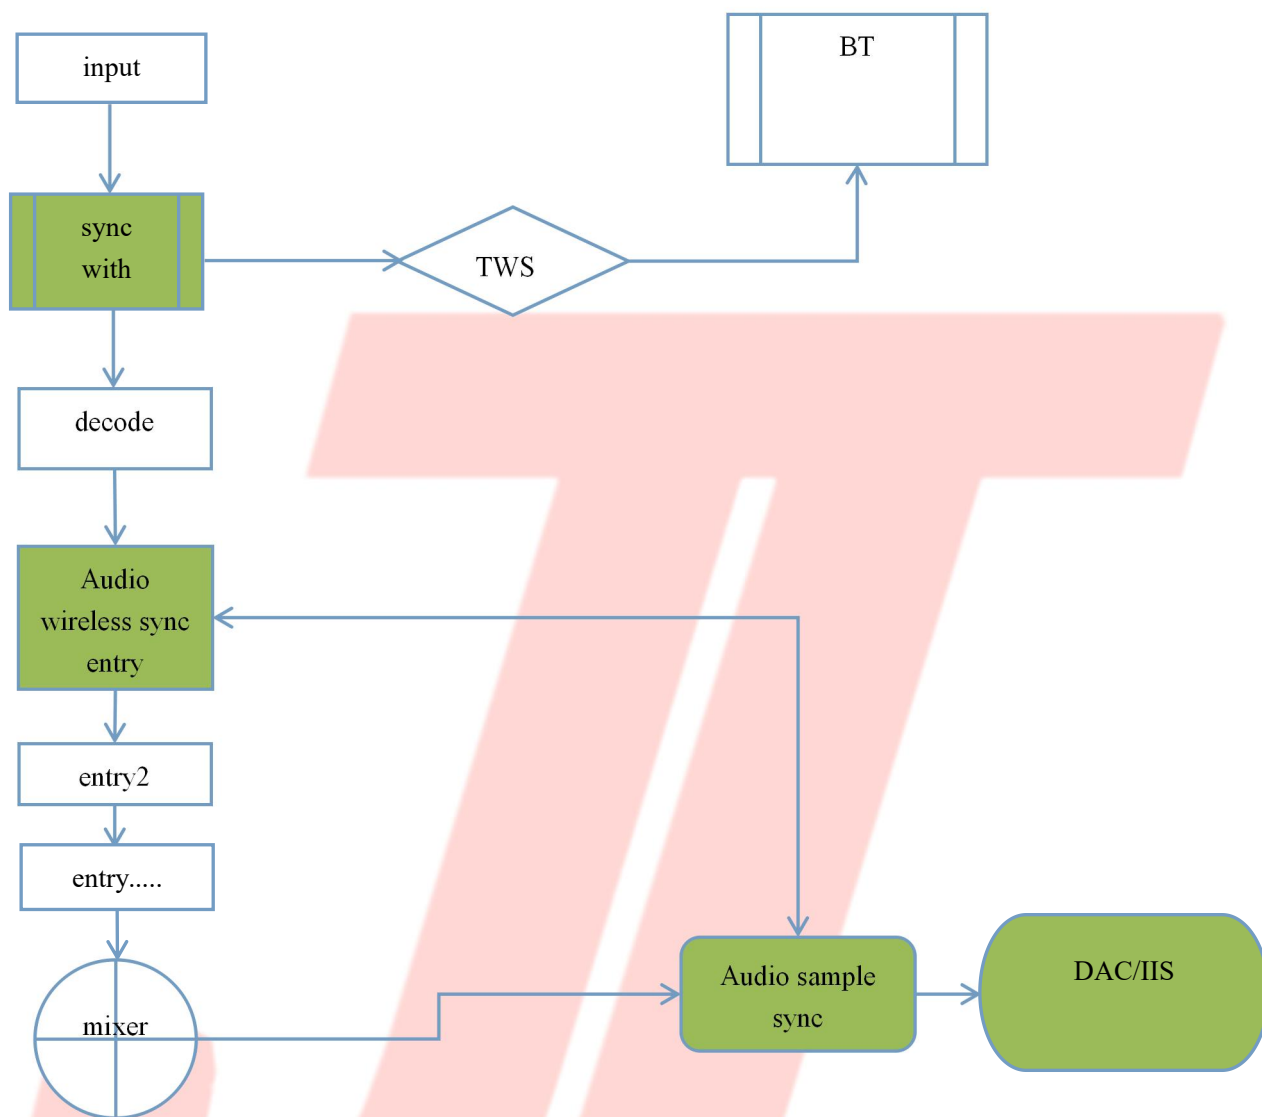 input
BT
sync
with
TWS
decode
Audio
wireless sync
entry
entry2
entry.....
mixer
Audio sample
sync
DAC/IIS